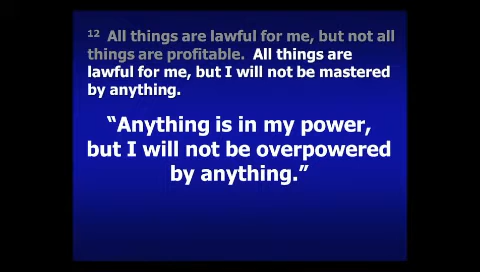 12 All things are lawful for me, but not all
things are profitable. All things are
lawful for me, but I will not be mastered
by anything.
“Anything is in my power,
but I will not be overpowered
by anything.”